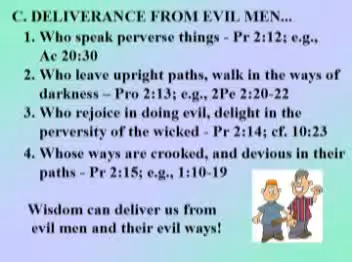 C. DELIVERANCE FROM EVIL MEN...
1. Who speak perverse things - Pr 2:12; e.g.,
Ac 20:30
2. Who leave upright paths, walk in the ways of
darkness – Pro 2:13; e.g., 2Pe 2:20-22
3. Who rejoice in doing evil, delight in the
perversity of the wicked - Pr 2:14; cf. 10:23
4. Whose ways are crooked, and devious in their
paths - Pr 2:15; e.g., 1:10-19
Wisdom can deliver us from
evil men and their evil ways!